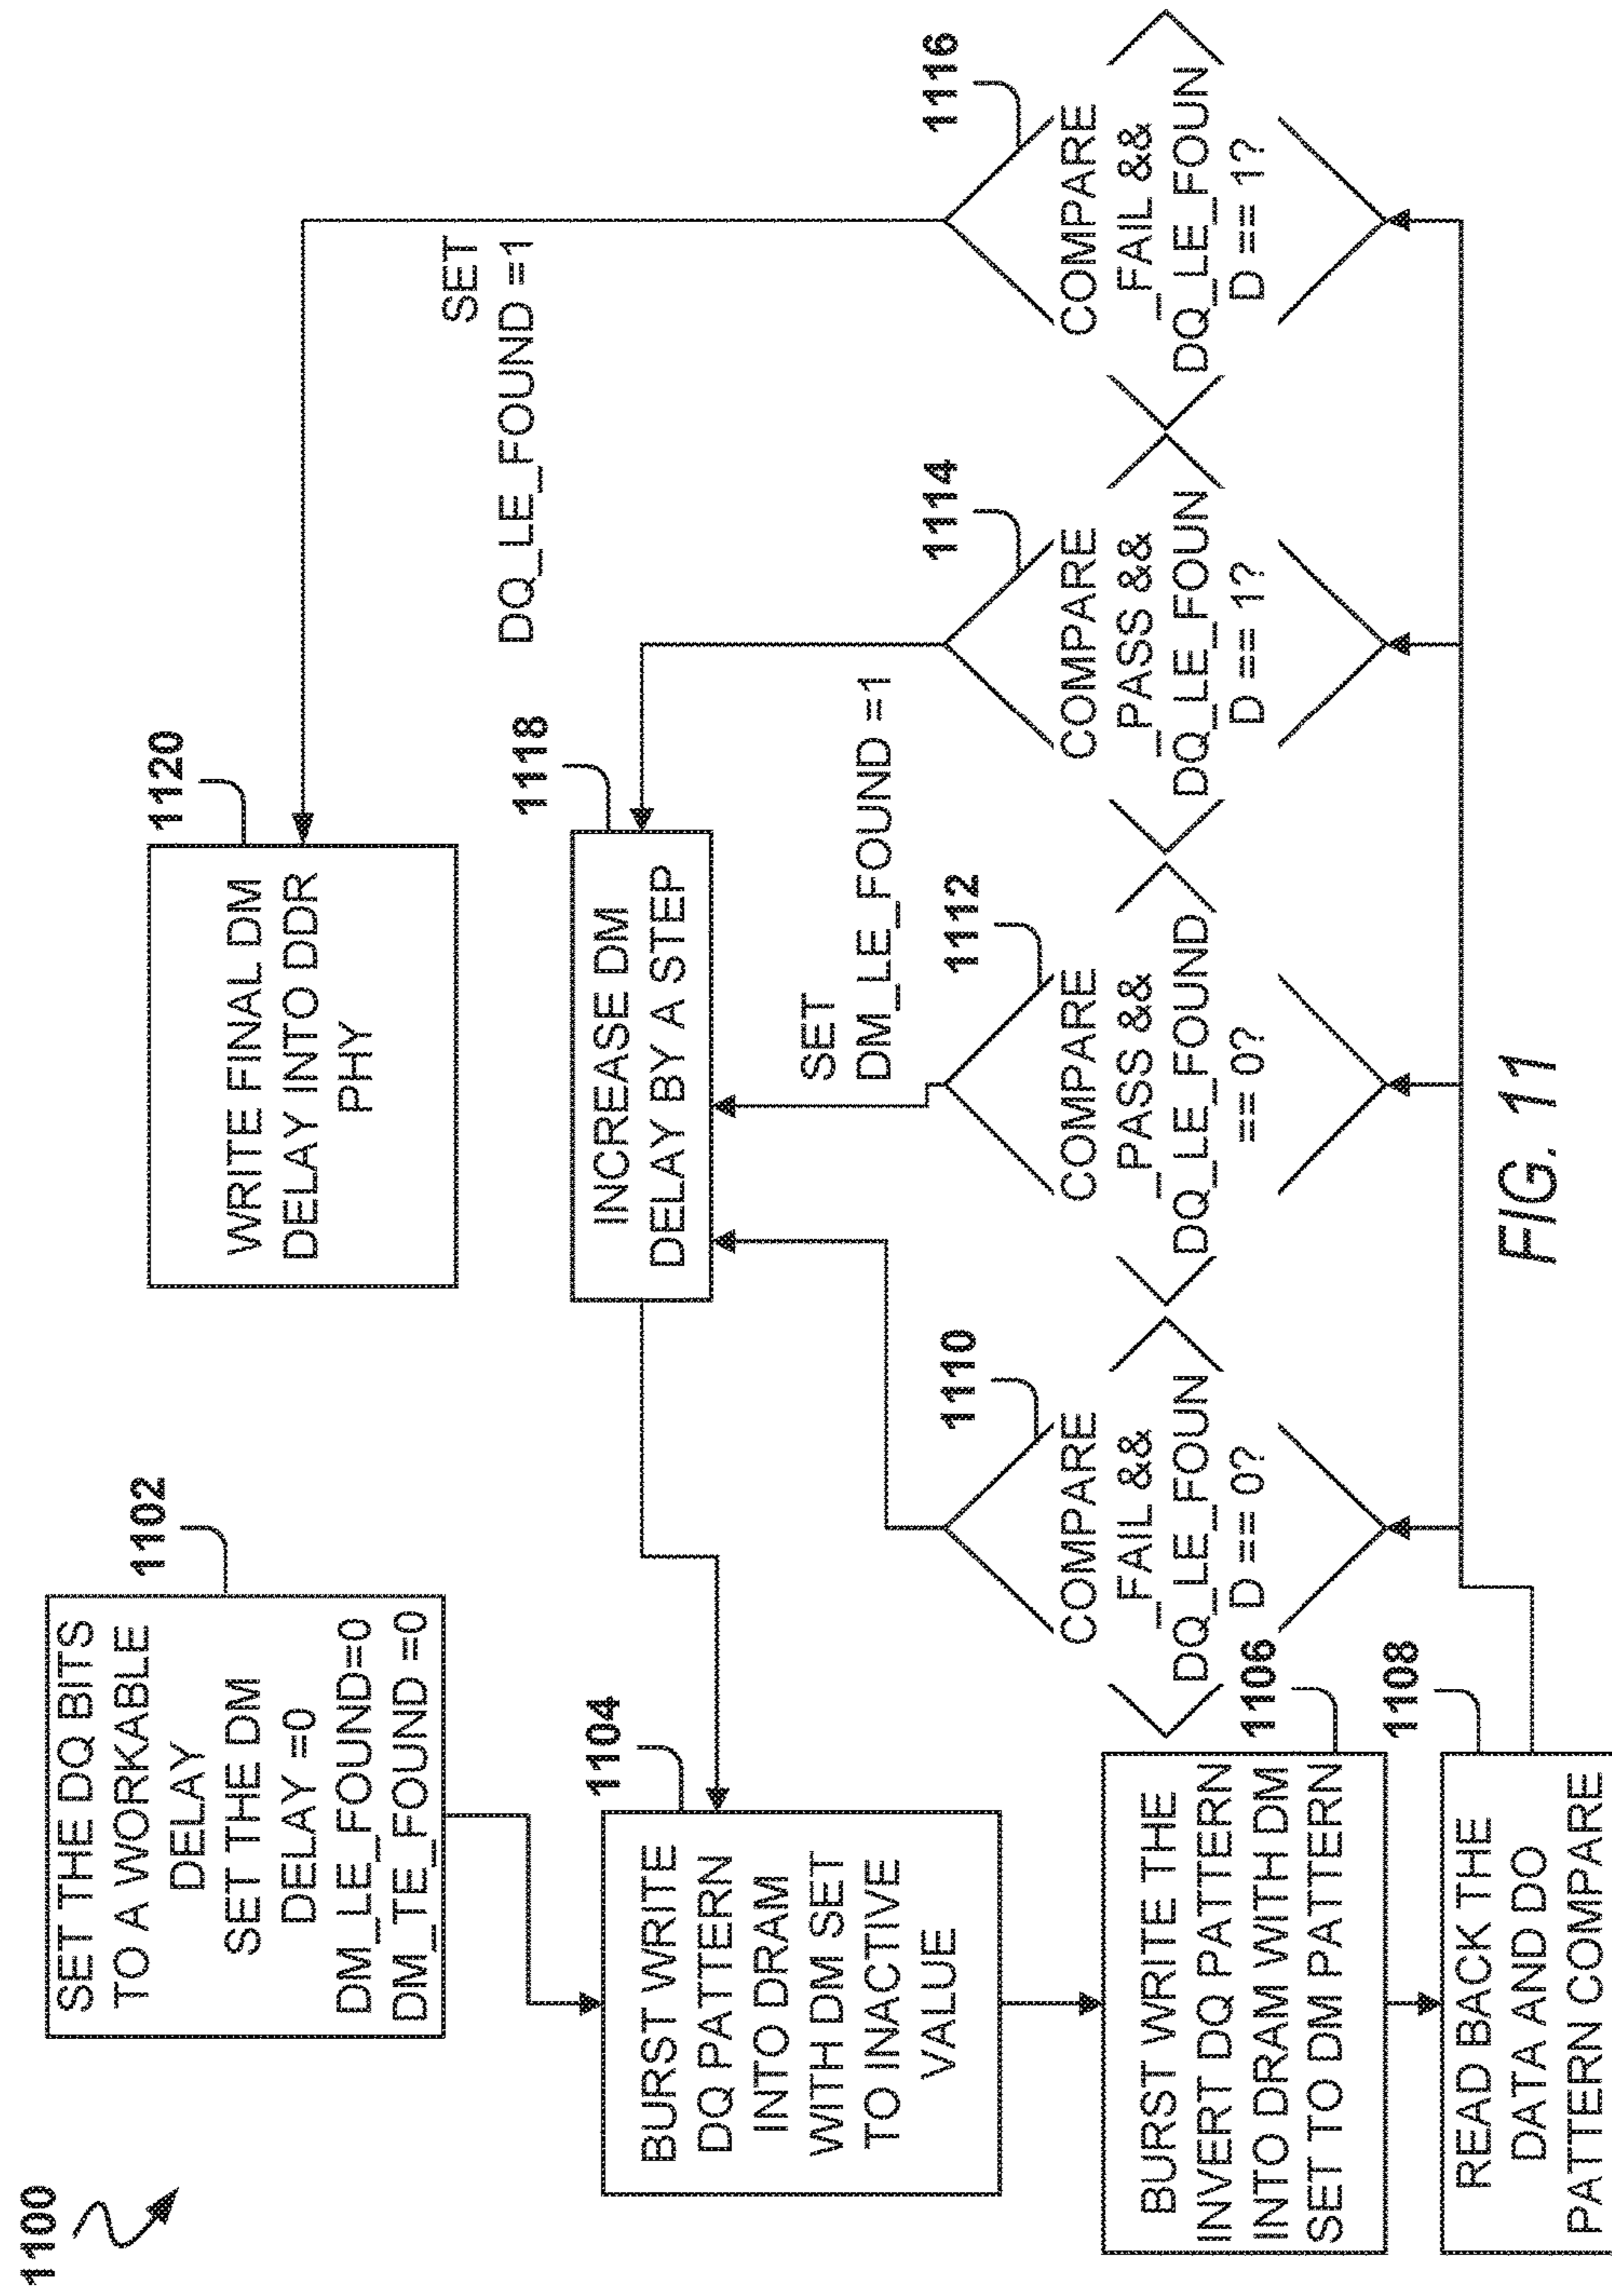 1100
SET THE DQ BITS
TO A WORKABLE
DELAY
SET THE DM
DELAY =0
DM_LE_FOUND=0
DM_TE_FOUND =0
1102
BURST WRITE
DQ PATTERN
INTO DRAM
WITH DM SET
TO INACTIVE
VALUE
1104
BURST WRITE THE
INVERT DQ PATTERN
INTO DRAM WITH DM
SET TO DM PATTERN
1106
READ BACK THE
DATA AND DO
PATTERN COMPARE
1108
COMPARE
_FAIL &&
DQ_LE_FOUN
D == 0?
1110
COMPARE
_PASS &&
DQ_LE_FOUND
== 0?
1112
COMPARE
_PASS &&
DQ_LE_FOUN
D == 1?
1114
COMPARE
_FAIL &&
DQ_LE_FOUN
D == 1?
1116
SET
DM_LE_FOUND =1
INCREASE DM
DELAY BY A STEP
1118
SET
DQ_LE_FOUND =1
WRITE FINAL DM
DELAY INTO DDR
PHY
1120
FIG. 11